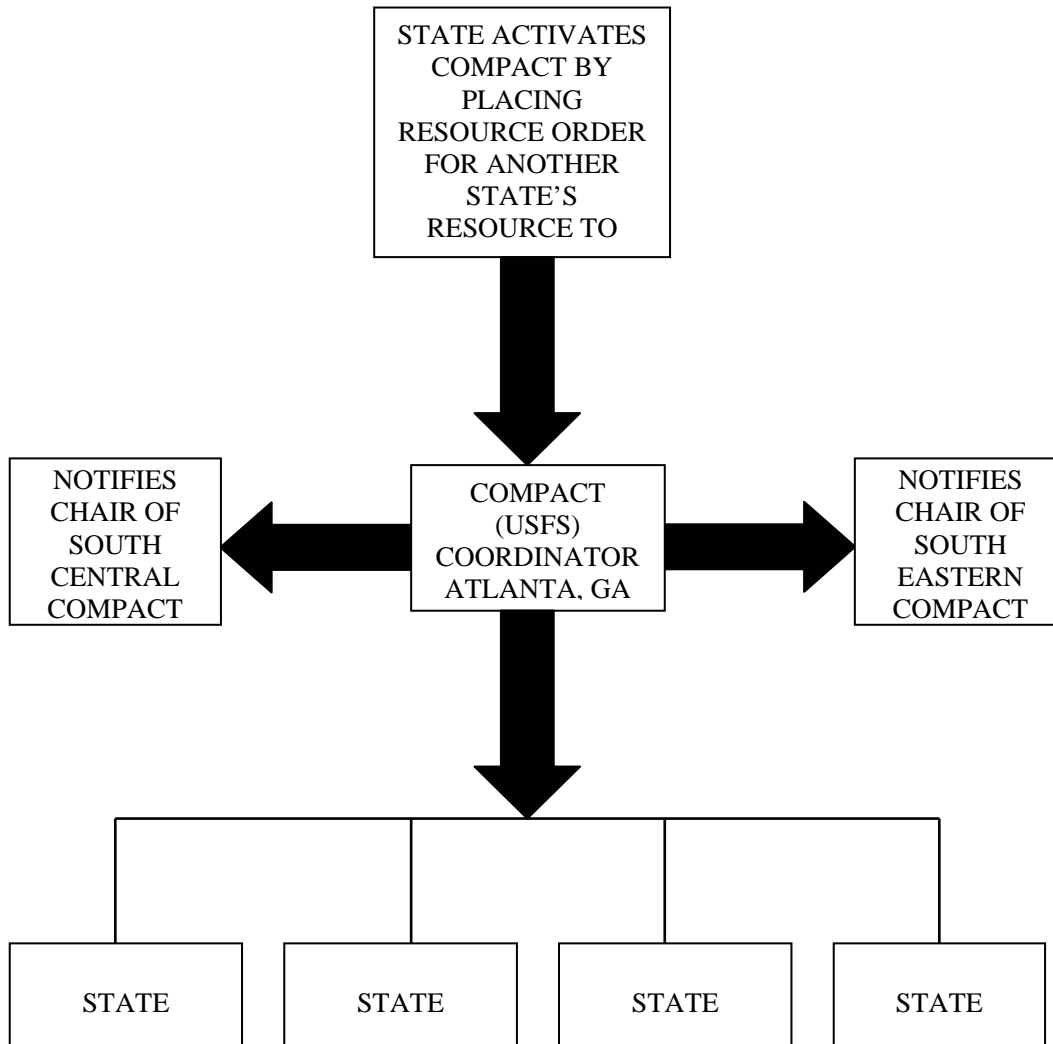 STATE ACTIVATES
COMPACT BY
PLACING
RESOURCE ORDER
FOR ANOTHER
STATE’S
RESOURCE TO
NOTIFIES
CHAIR OF
SOUTH
CENTRAL
COMPACT
COMPACT
(USFS)
COORDINATOR
ATLANTA, GA
NOTIFIES
CHAIR OF
SOUTH
EASTERN
COMPACT
STATE
STATE
STATE
STATE